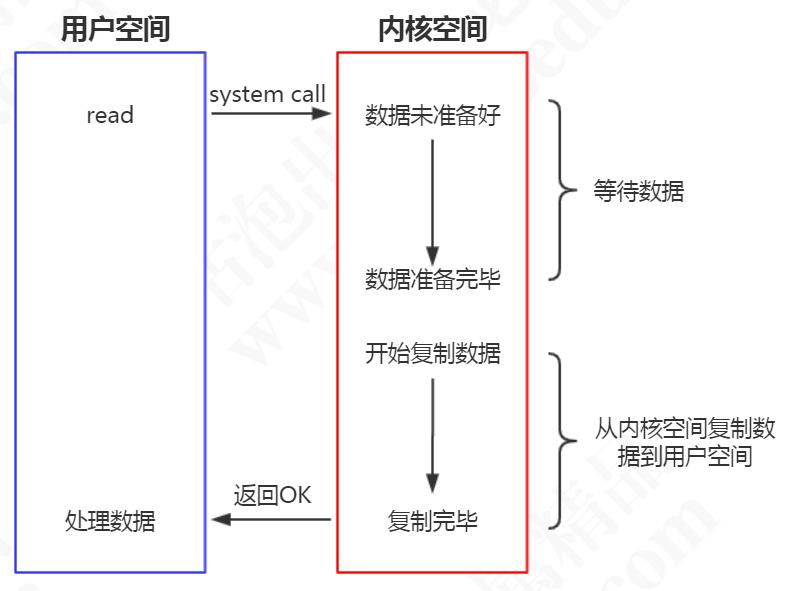 用户空间
内核空间
read
system call
数据未准备好
等待数据
数据准备完毕
开始复制数据
从内核空间复制数
据到用户空间
返回OK
处理数据
复制完毕